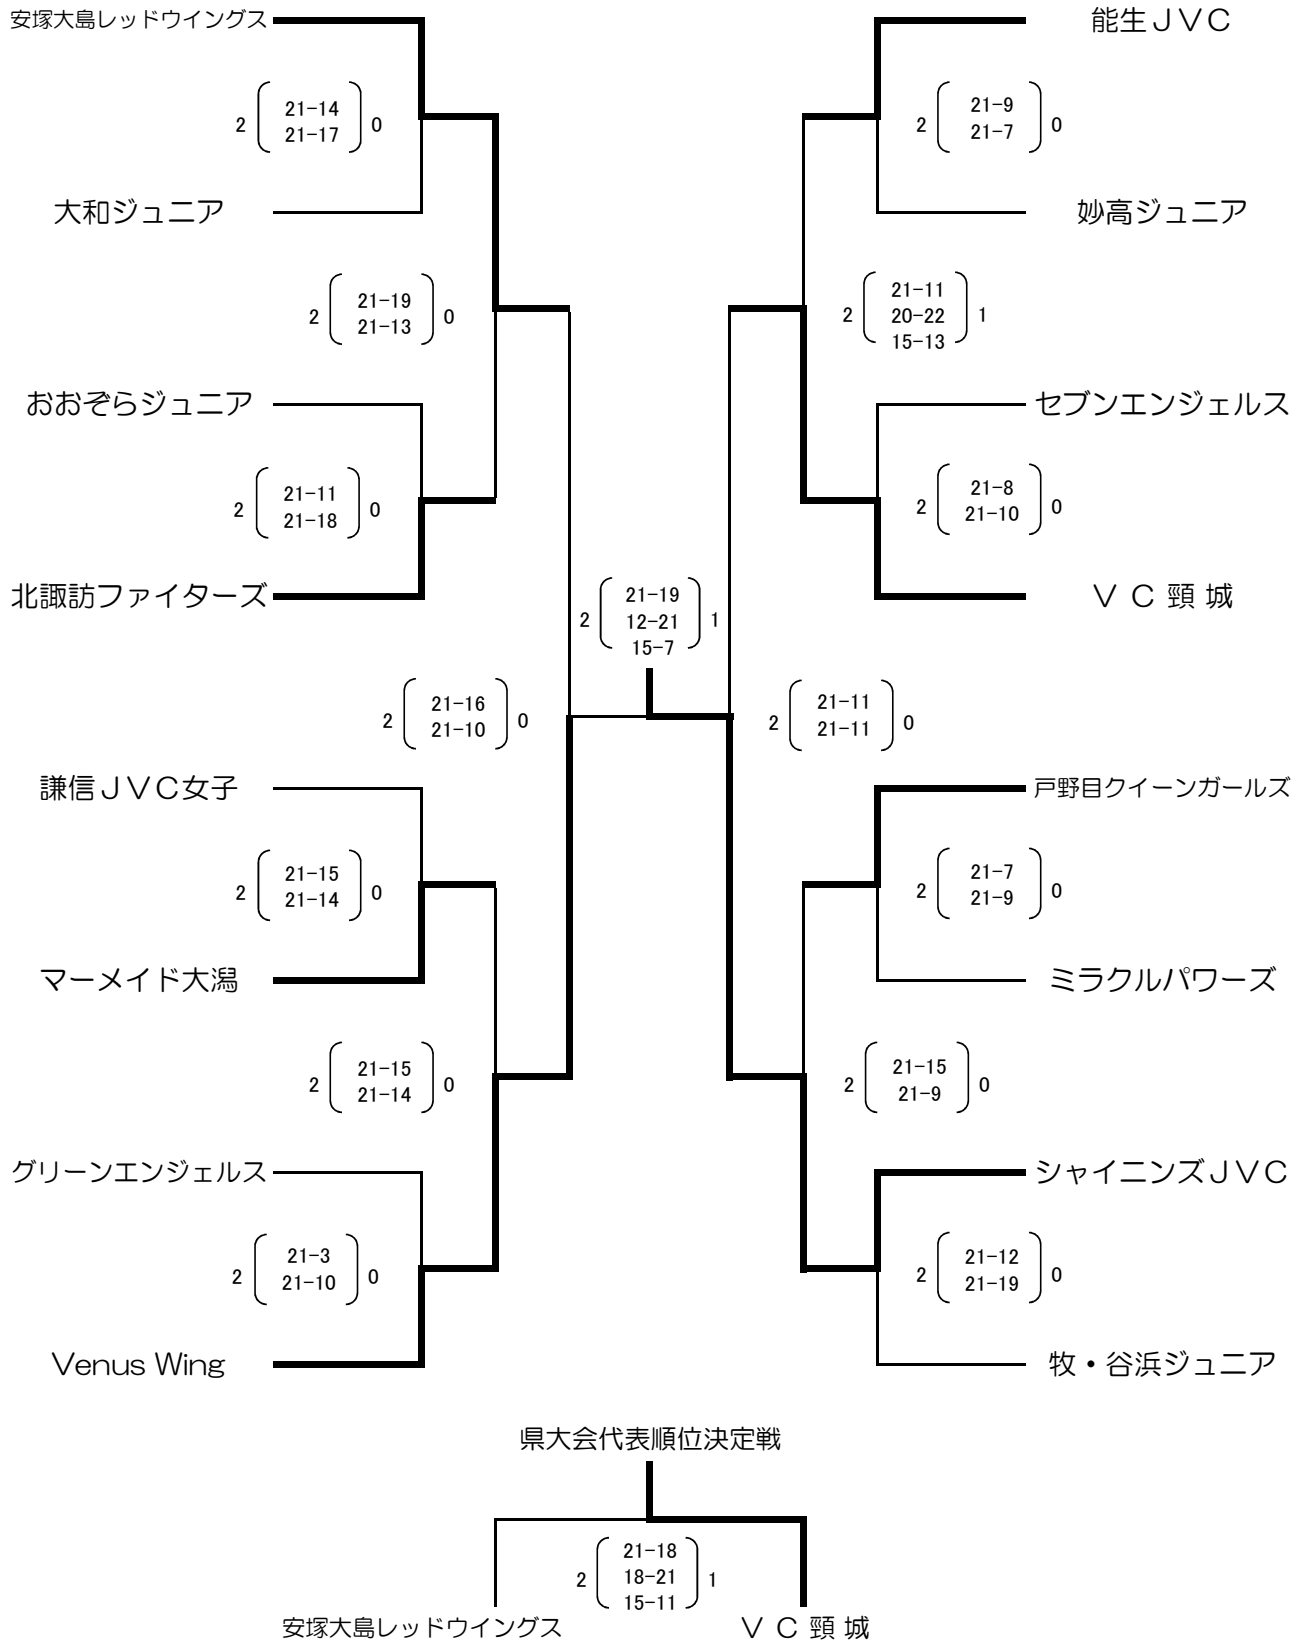 安塚大島レッドウイングス
能生ＪＶＣ
2 21-14 0
21-17
2 21-9 0
21-7
大和ジュニア
妙高ジュニア
2 21-19 0
21-13
2 21-11 1
20-22
15-13
おおぞらジュニア
セブンエンジェルス
2 21-11 0
21-18
2 21-8 0
21-10
北諏訪ファイターズ
Ｖ Ｃ 頸 城
2 21-19 1
12-21
15-7
2 21-16 0
21-10
2 21-11 0
21-11
謙信ＪＶＣ女子
戸野目クイーンガールズ
2 21-15 0
21-14
2 21-7 0
21-9
マーメイド大潟
ミラクルパワーズ
2 21-15 0
21-14
2 21-15 0
21-9
グリーンエンジェルス
シャイニンズＪＶＣ
2 21-3 0
21-10
2 21-12 0
21-19
Venus Wing
牧・谷浜ジュニア
県大会代表順位決定戦
2 21-18 1
18-21
15-11
安塚大島レッドウイングス
Ｖ Ｃ 頸 城